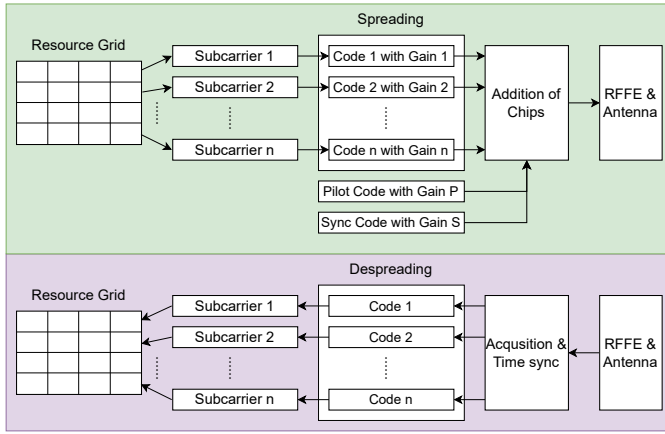 Spreading
Resource Grid
Subcarrier 1
Code 1 with Gain 1
Subcarrier 2
Code 2 with Gain 2
Subcarrier n
Code n with Gain n
Addition of
Chips
RFFE &
Antenna
Pilot Code with Gain P
Sync Code with Gain S
Despreading
Resource Grid
Subcarrier 1
Code 1
Subcarrier 2
Code 2
Subcarrier n
Code n
Acqusition &
Time sync
RFFE &
Antenna